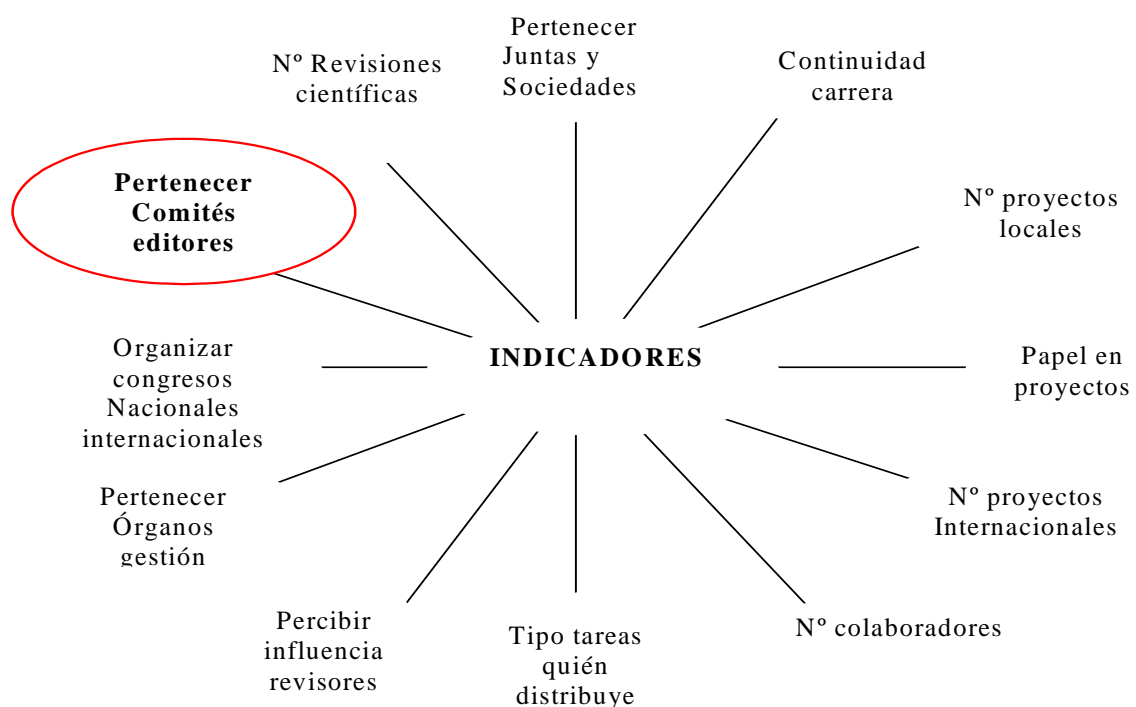 Pertenecer
Juntas y
Sociedades
Nº Revisiones
científicas
Continuidad
carrera
Pertenecer
Comités
editores
Nº proyectos
locales
INDICADORES
Organizar
congresos
Nacionales
internacionales
Papel en
proyectos
Pertenecer
Órganos
gestión
Nº proyectos
Internacionales
Percibir
influencia
revisores
Tipo tareas
quién
distribuye
Nº colaboradores